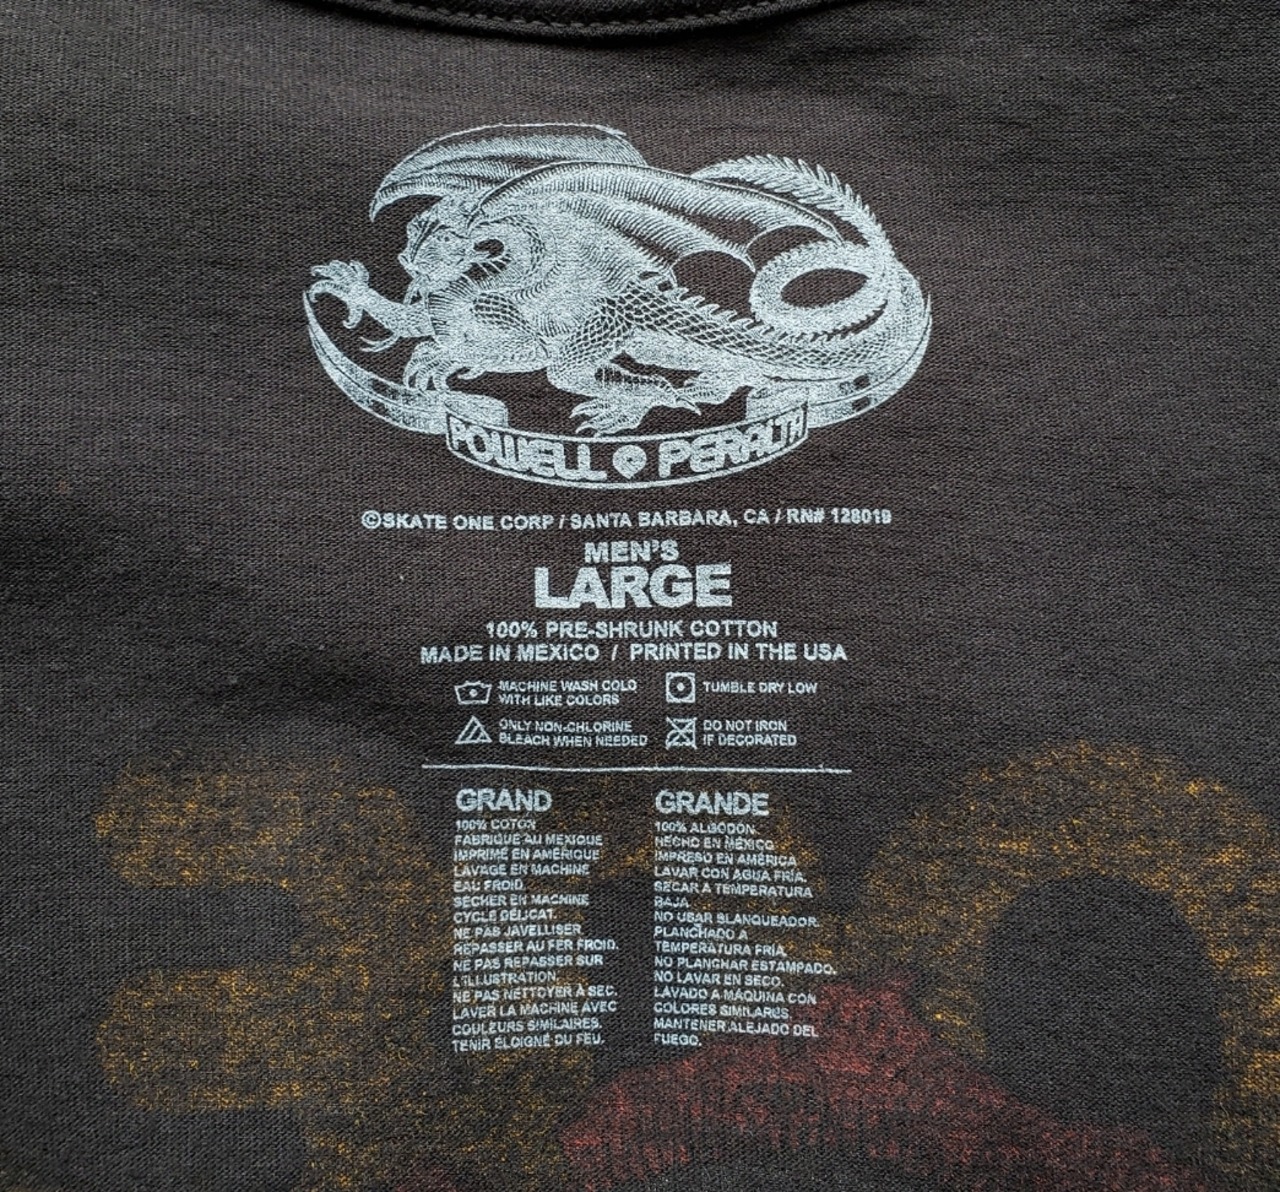 POWELL PERALTA
©SKATE ONE CORP / SANTA BARBARA, CA / RN# 128019
MEN'S
LARGE
100% PRE-SHRUNK COTTON
MADE IN MEXICO / PRINTED IN THE USA
MACHINE WASH COLD
WITH LIKE COLORS
TUMBLE DRY LOW
ONLY NON-CHLORINE
BLEACH WHEN NEEDED
DO NOT IRON
IF DECORATED
GRAND
100% COTON
FABRIQUÉ AU MEXIQUE
IMPRIMÉ EN AMÉRIQUE
LAVAGE EN MACHINE
EAU FROID.
SÉCHER EN MACHINE
CYCLE DÉLICAT.
NE PAS JAVELLISER
REPASSER AU FER FROID.
NE PAS REPASSER SUR
L'ILLUSTRATION.
NE PAS NETTOYER À SEC.
LAVER LA MACHINE AVEC
COULEURS SIMILAIRES.
TENIR ÉLOIGNÉ DU FEU.
GRANDE
100% ALGODÓN.
HECHO EN MÉXICO
IMPRESO EN AMÉRICA
LAVAR CON AGUA FRÍA.
SECAR A TEMPERATURA
BAJA
NO USAR BLANQUEADOR.
PLANCHADO A
TEMPERATURA FRÍA.
NO PLANCHAR ESTAMPADO.
NO LAVAR EN SECO.
LAVADO A MÁQUINA CON
COLORES SIMILARES.
MANTENER ALEJADO DEL
FUEGO.